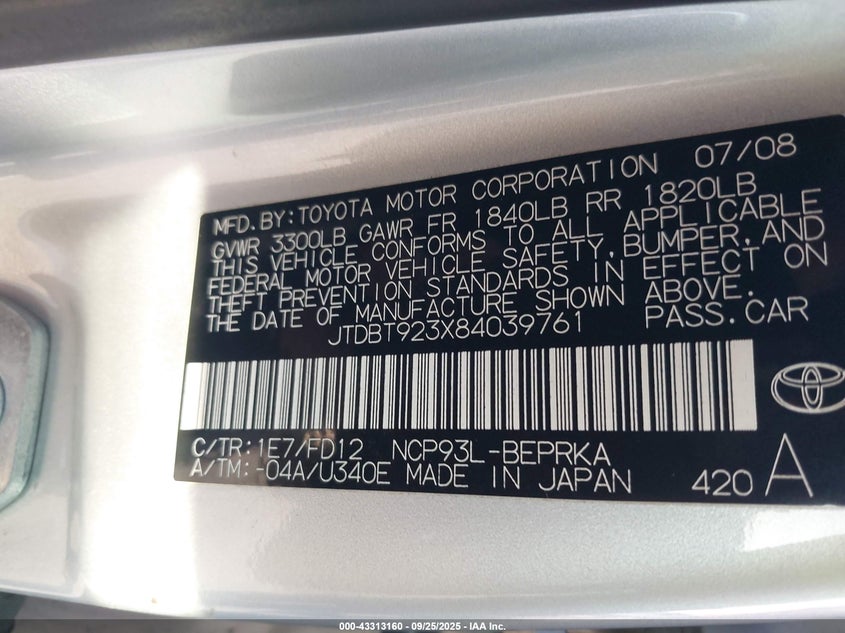 MFD. BY: TOYOTA MOTOR CORPORATION 07/08
GVWR 3300LB GAWR FR 1840LB RR 1820LB
THIS VEHICLE CONFORMS TO ALL APPLICABLE
FEDERAL MOTOR VEHICLE SAFETY, BUMPER, AND
THEFT PREVENTION STANDARDS IN EFFECT ON
THE DATE OF MANUFACTURE SHOWN ABOVE.
JTDBT923X84039761 PASS. CAR
C/TR: 1E7/FD12 NCP93L-BEPRKA
A/TM: -04A/U340E MADE IN JAPAN 420 A
000-43313160 - 09/25/2025 - IAA Inc.